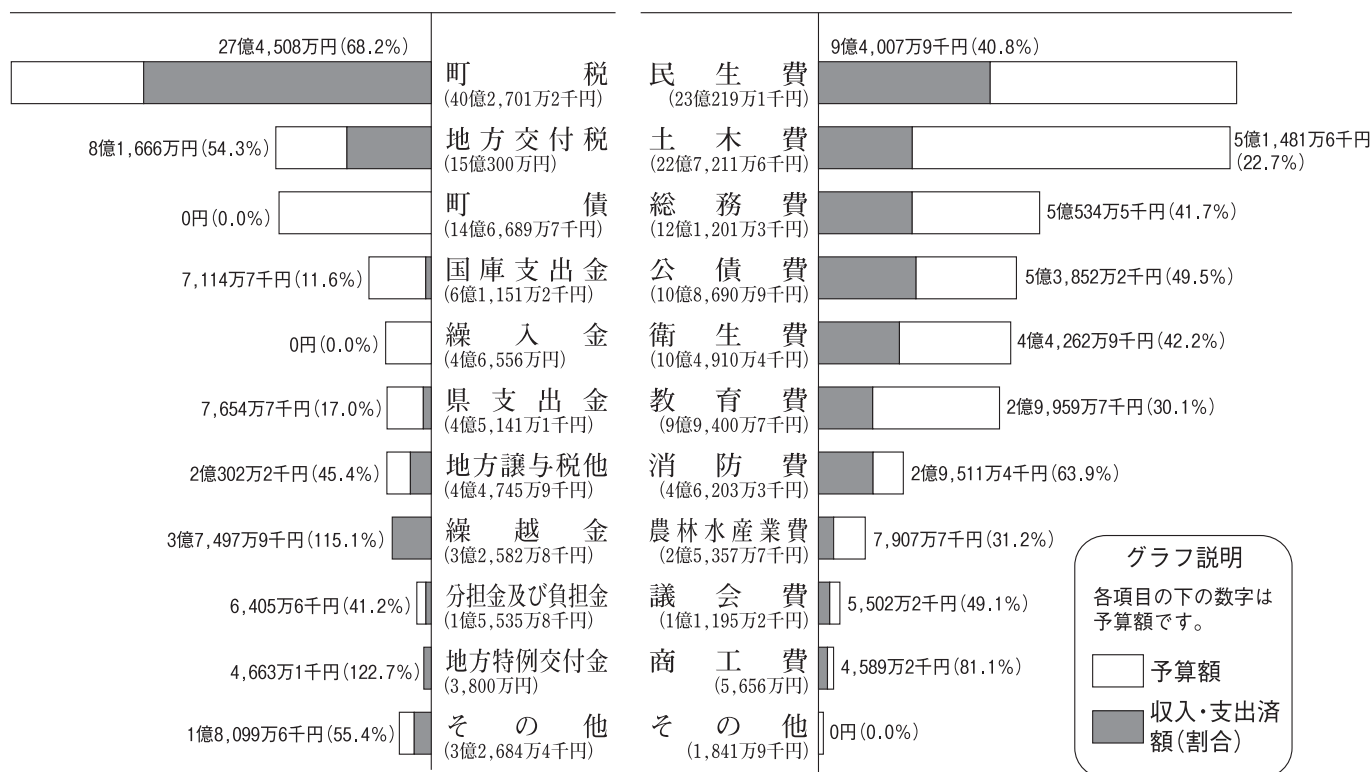 27億4,508万円(68.2%)
町税
(40億2,701万2千円)
8億1,666万円(54.3%)
地方交付税
(15億300万円)
0円(0.0%)
町債
(14億6,689万7千円)
7,114万7千円(11.6%)
国庫支出金
(6億1,151万2千円)
0円(0.0%)
繰入金
(4億6,556万円)
7,654万7千円(17.0%)
県支出金
(4億5,141万1千円)
2億302万2千円(45.4%)
地方譲与税他
(4億4,745万9千円)
3億7,497万9千円(115.1%)
繰越金
(3億2,582万8千円)
6,405万6千円(41.2%)
分担金及び負担金
(1億5,535万8千円)
4,663万1千円(122.7%)
地方特例交付金
(3,800万円)
1億8,099万6千円(55.4%)
その他
(3億2,684万4千円)
9億4,007万9千円(40.8%)
民生費
(23億219万1千円)
土木費
(22億7,211万6千円)
5億1,481万6千円
(22.7%)
総務費
(12億1,201万3千円)
5億534万5千円(41.7%)
公債費
(10億8,690万9千円)
5億3,852万2千円(49.5%)
衛生費
(10億4,910万4千円)
4億4,262万9千円(42.2%)
教育費
(9億9,400万7千円)
2億9,959万7千円(30.1%)
消防費
(4億6,203万3千円)
2億9,511万4千円(63.9%)
農林水産業費
(2億5,357万7千円)
7,907万7千円(31.2%)
議会費
(1億1,195万2千円)
5,502万2千円(49.1%)
商工費
(5,656万円)
4,589万2千円(81.1%)
その他
(1,841万9千円)
0円(0.0%)
グラフ説明
各項目の下の数字は
予算額です。
予算額
収入・支出済
額(割合)